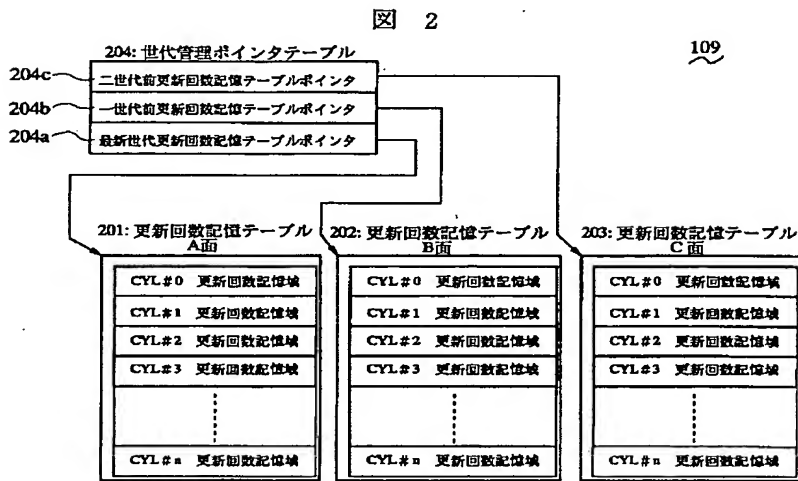 図 2
109
204: 世代管理ポインタテーブル
204c 二世代前更新回数記憶テーブルポインタ
204b 一世代前更新回数記憶テーブルポインタ
204a 最新世代更新回数記憶テーブルポインタ
201: 更新回数記憶テーブル
A面
CYL#0 更新回数記憶域
CYL#1 更新回数記憶域
CYL#2 更新回数記憶域
CYL#3 更新回数記憶域
CYL#n 更新回数記憶域
202: 更新回数記憶テーブル
B面
CYL#0 更新回数記憶域
CYL#1 更新回数記憶域
CYL#2 更新回数記憶域
CYL#3 更新回数記憶域
CYL#n 更新回数記憶域
203: 更新回数記憶テーブル
C面
CYL#0 更新回数記憶域
CYL#1 更新回数記憶域
CYL#2 更新回数記憶域
CYL#3 更新回数記憶域
CYL#n 更新回数記憶域